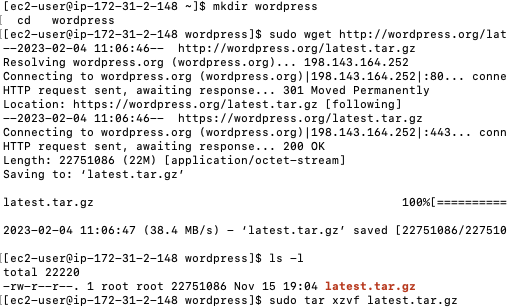 [ec2-user@ip-172-31-2-148 ~]$ mkdir wordpress
[ cd wordpress
[[ec2-user@ip-172-31-2-148 wordpress]$ sudo wget http://wordpress.org/lat
--2023-02-04 11:06:46-- http://wordpress.org/latest.tar.gz
Resolving wordpress.org (wordpress.org)... 198.143.164.252
Connecting to wordpress.org (wordpress.org)|198.143.164.252|:80... conne
HTTP request sent, awaiting response... 301 Moved Permanently
Location: https://wordpress.org/latest.tar.gz [following]
--2023-02-04 11:06:46-- https://wordpress.org/latest.tar.gz
Connecting to wordpress.org (wordpress.org)|198.143.164.252|:443... conn
HTTP request sent, awaiting response... 200 OK
Length: 22751086 (22M) [application/octet-stream]
Saving to: ‘latest.tar.gz’
latest.tar.gz 100%[==========
2023-02-04 11:06:47 (38.4 MB/s) - ‘latest.tar.gz’ saved [22751086/227510
[[ec2-user@ip-172-31-2-148 wordpress]$ ls -l
total 22220
-rw-r--r--. 1 root root 22751086 Nov 15 19:04 latest.tar.gz
[[ec2-user@ip-172-31-2-148 wordpress]$ sudo tar xzvf latest.tar.gz